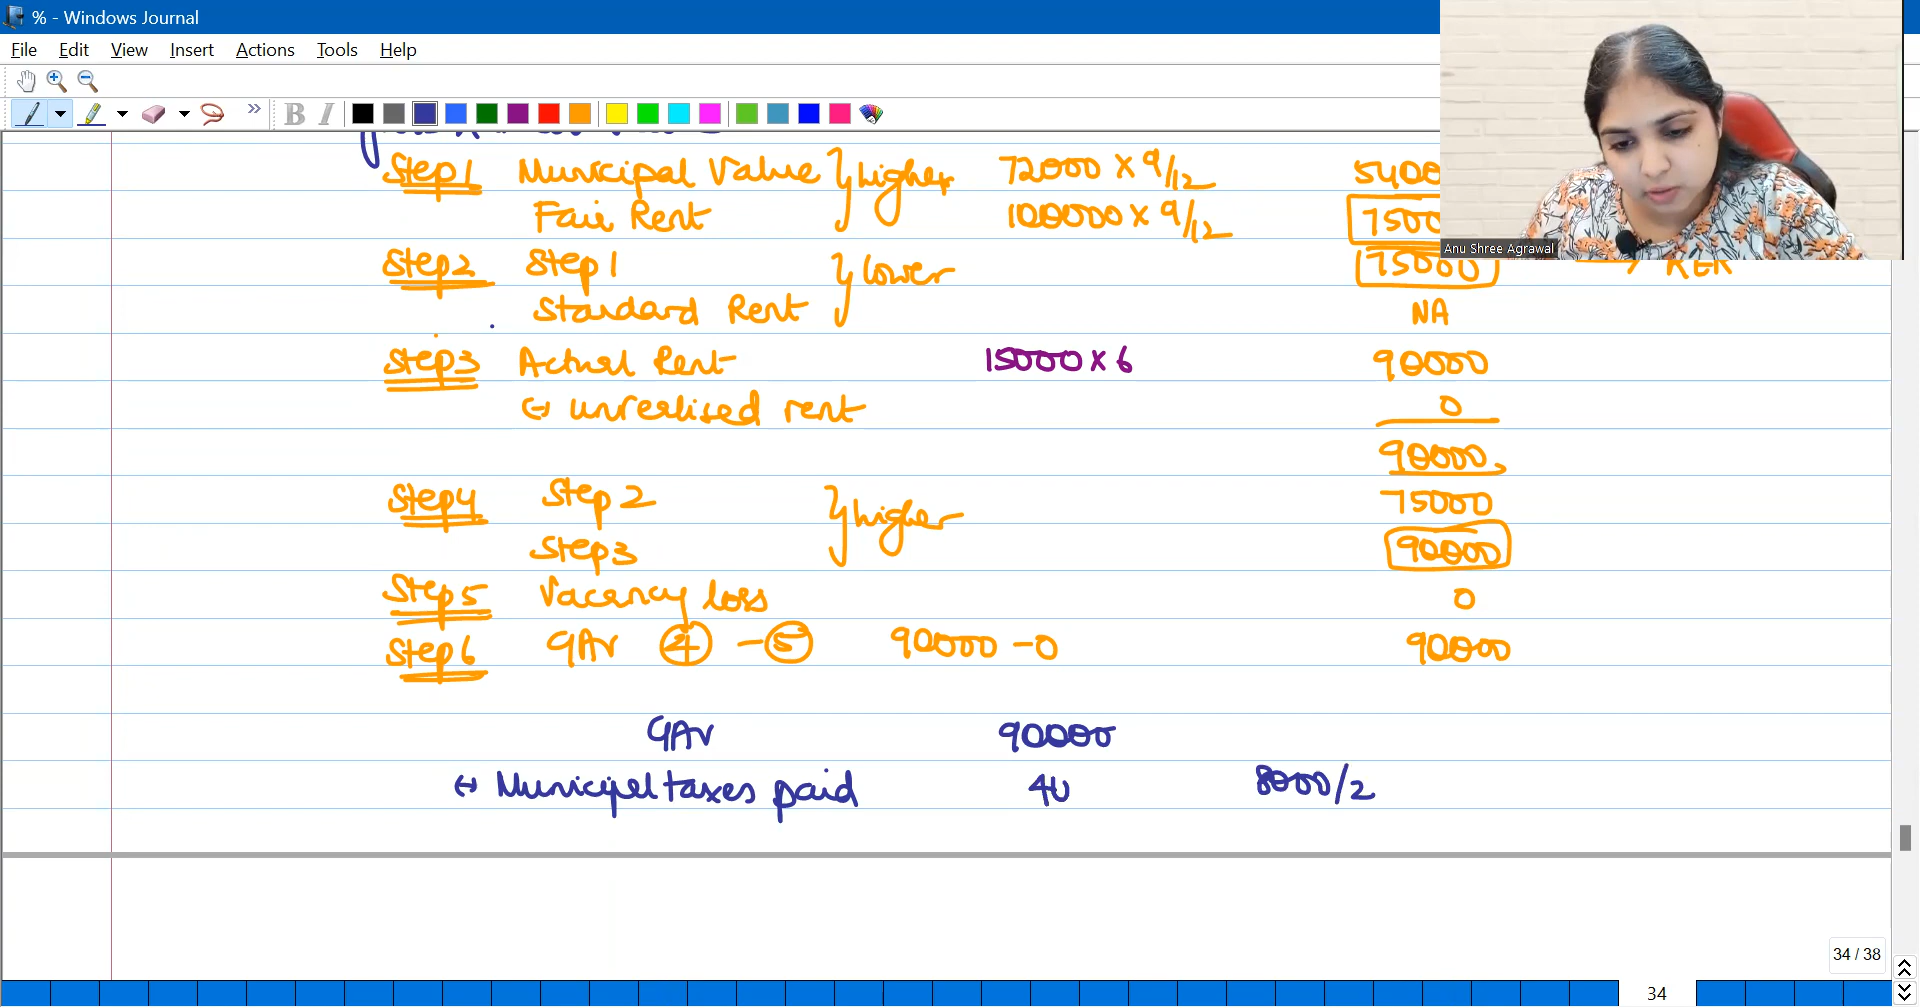 % - Windows Journal
File Edit View Insert Actions Tools Help
B I
Anu Shree Agrawal
Step1 Municipal Value } higher 72000 x 9/12 5400
Fair Rent 100000 x 9/12 7500
Step2 Step1 } lower 75000 → RER
Standard Rent NA
Step3 Actual Rent 15000 x 6 90000
(-) unrealised rent 0
90000
Step4 Step 2 } higher 75000
Step3 90000
Step5 Vacancy loss 0
Step6 GAV ④ - ⑤ 90000 - 0 90000
GAV 90000
(-) Municipal taxes paid 40 8000/2
34 / 38
34